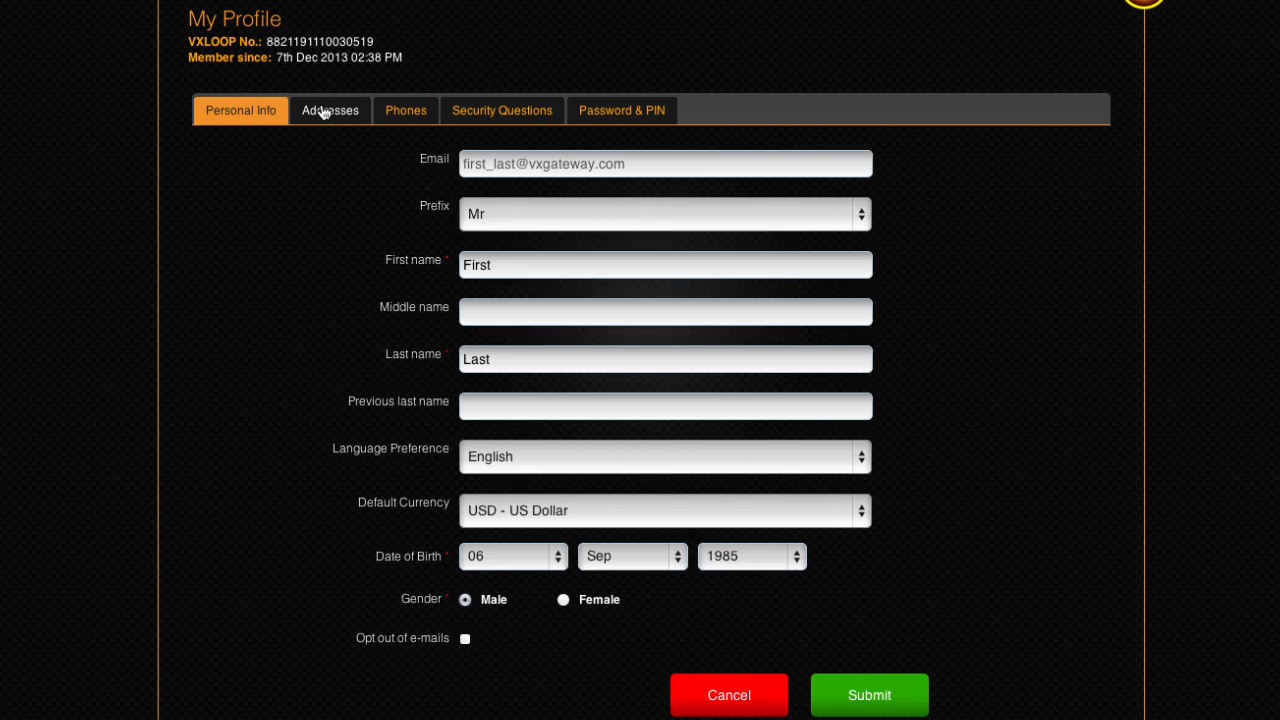 My Profile
VXLOOP No.: 8821191110030519
Member since: 7th Dec 2013 02:38 PM
Personal Info Addresses Phones Security Questions Password & PIN
Email first_last@vxgateway.com
Prefix Mr
First name * First
Middle name
Last name * Last
Previous last name
Language Preference English
Default Currency USD - US Dollar
Date of Birth * 06 Sep 1985
Gender * Male Female
Opt out of e-mails
Cancel Submit